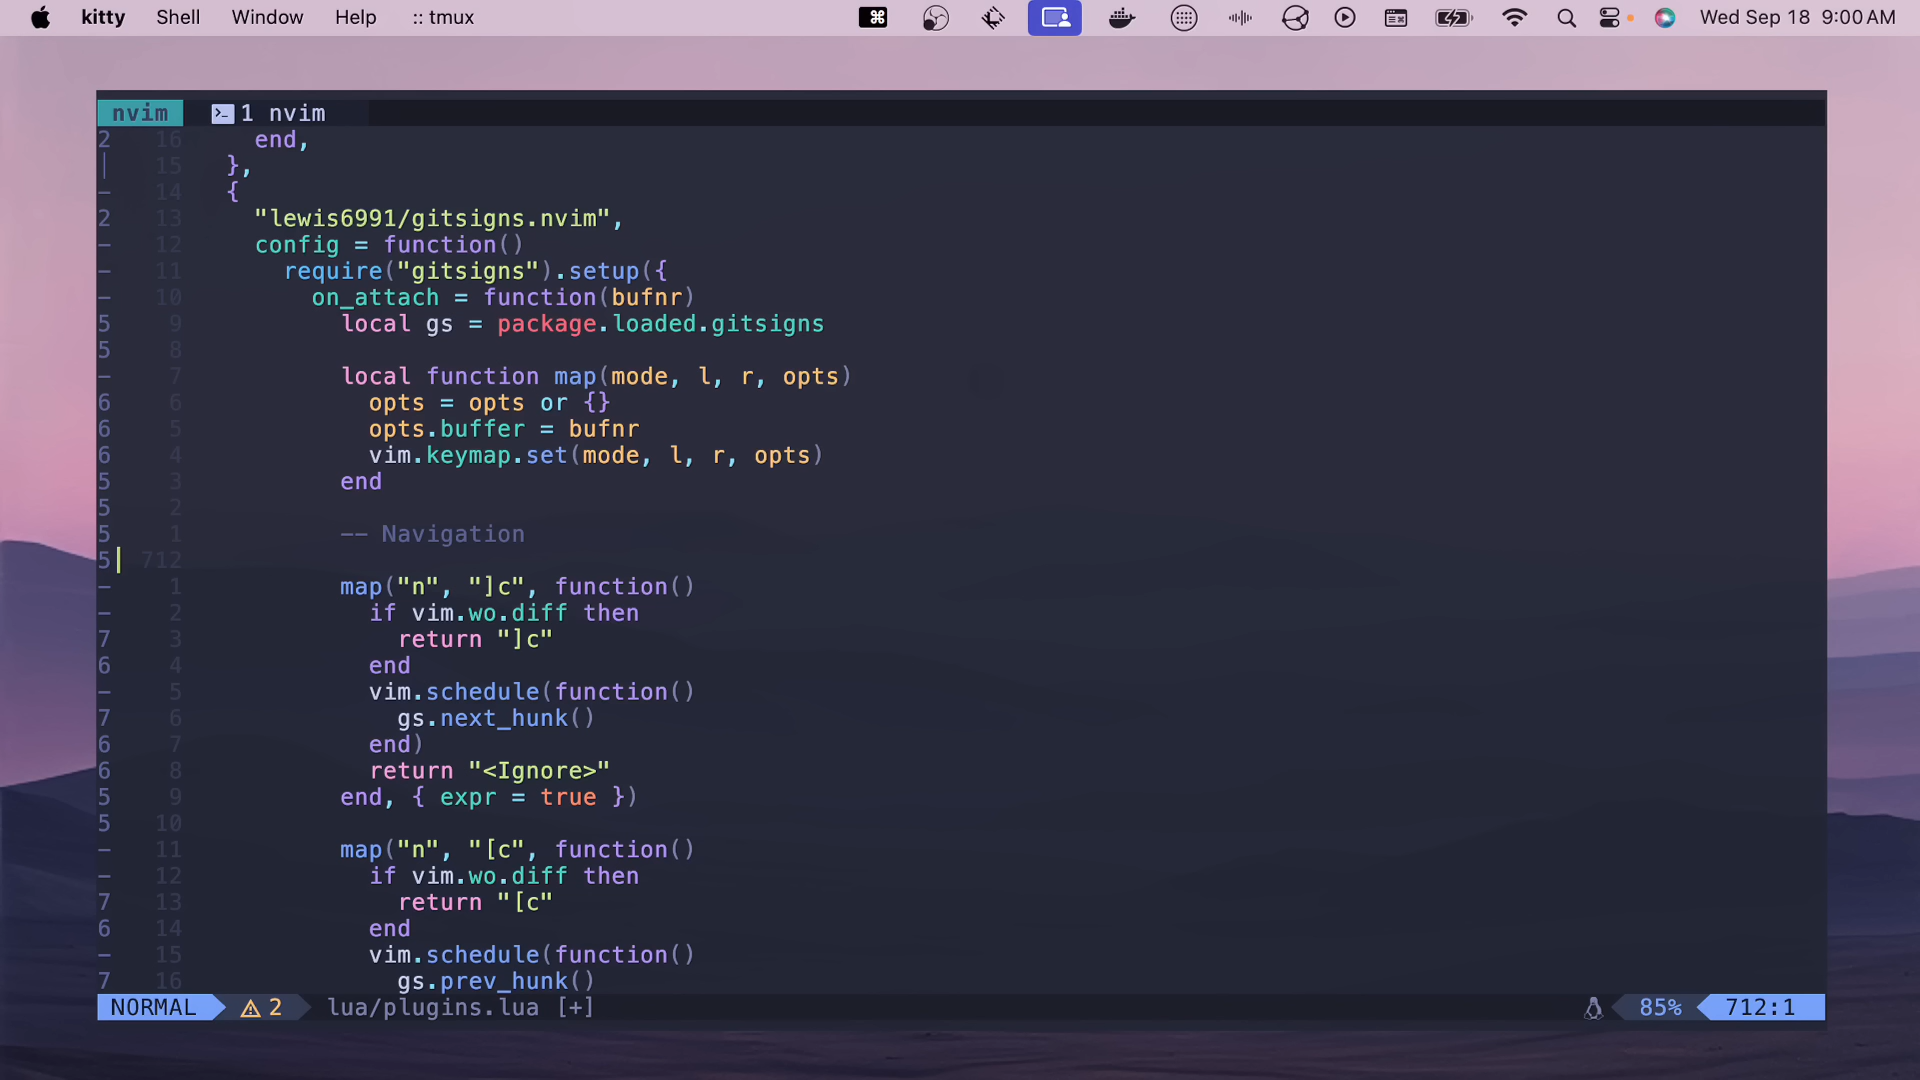 kitty Shell Window Help :: tmux Wed Sep 18 9:00 AM
nvim 1 nvim
2 16 end,
15 },
14 {
2 13 "lewis6991/gitsigns.nvim",
12 config = function()
11 require("gitsigns").setup({
10 on_attach = function(bufnr)
5 9 local gs = package.loaded.gitsigns
5 8
7 local function map(mode, l, r, opts)
6 6 opts = opts or {}
6 5 opts.buffer = bufnr
6 4 vim.keymap.set(mode, l, r, opts)
5 3 end
5 2
5 1 -- Navigation
5 712
1 map("n", "]c", function()
2 if vim.wo.diff then
7 3 return "]c"
6 4 end
5 vim.schedule(function()
7 6 gs.next_hunk()
6 7 end)
6 8 return "<Ignore>"
5 9 end, { expr = true })
5 10
11 map("n", "[c", function()
12 if vim.wo.diff then
7 13 return "[c"
6 14 end
15 vim.schedule(function()
7 16 gs.prev_hunk()
NORMAL 2 lua/plugins.lua [+] 85% 712:1